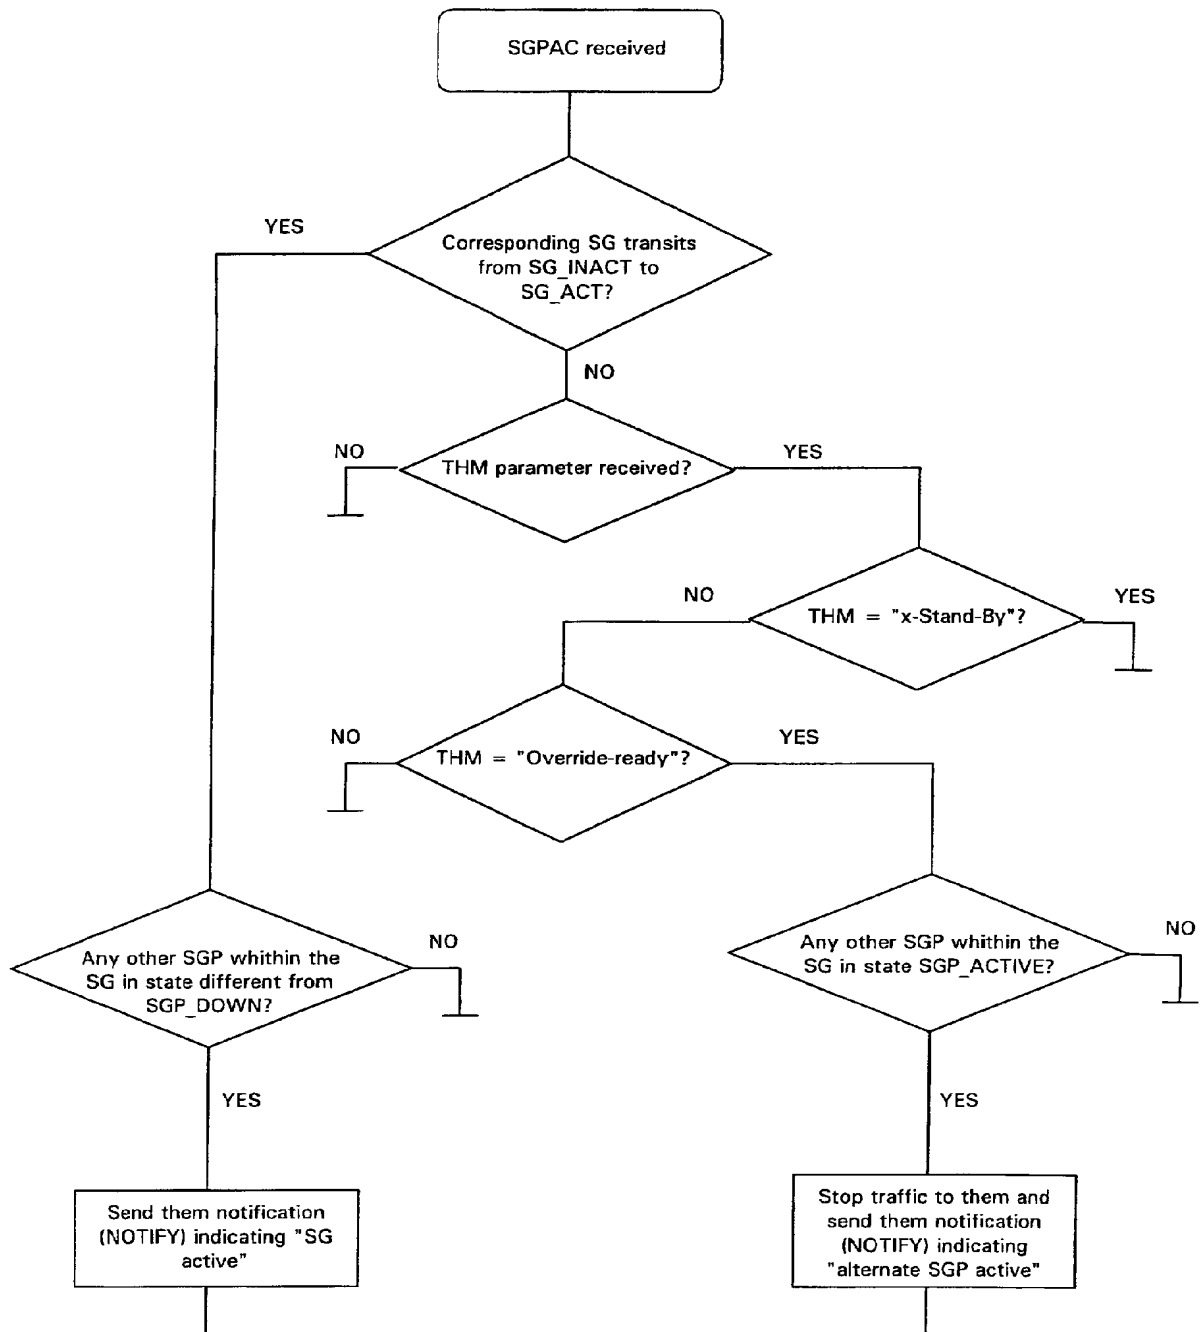 SGPAC received
YES
Corresponding SG transits
from SG_INACT to
SG_ACT?
NO
NO
THM parameter received?
YES
NO
THM = "x-Stand-By"?
YES
NO
THM = "Override-ready"?
YES
Any other SGP whithin the
SG in state different from
SGP_DOWN?
NO
Any other SGP whithin the
SG in state SGP_ACTIVE?
NO
YES
YES
Send them notification
(NOTIFY) indicating "SG
active"
Stop traffic to them and
send them notification
(NOTIFY) indicating
"alternate SGP active"